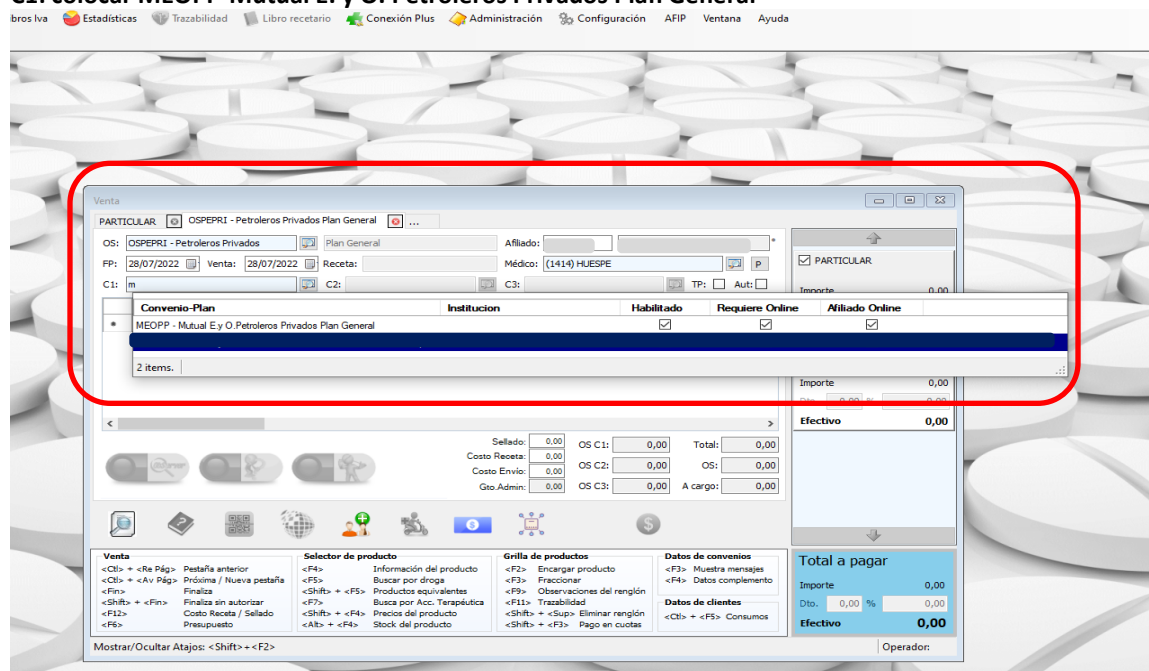 C1: colocar MEOPP-Mutual E. y O. Petroleros Privados Plan General
ibros Iva Estadísticas Trazabilidad Libro recetario Conexión Plus Administración Configuración AFIP Ventana Ayuda
Venta
PARTICULAR OSPEPRI - Petroleros Privados Plan General ...
OS: OSPEPRI - Petroleros Privados Plan General Afiliado: *
FP: 28/07/2022 Venta: 28/07/2022 Receta: Médico: (1414) HUESPE P
C1: m C2: C3: TP: Aut:
PARTICULAR
Importe 0,00
Convenio-Plan Institucion Habilitado Requiere Online Afiliado Online
MEOPP - Mutual E.y O.Petroleros Privados Plan General
2 items.
Importe 0,00
Dto. 0,00 % 0,00
Efectivo 0,00
Sellado: 0,00 OS C1: 0,00 Total: 0,00
Costo Receta: 0,00
Costo Envío: 0,00 OS C2: 0,00 OS: 0,00
Gto.Admin: 0,00 OS C3: 0,00 A cargo: 0,00
Venta
<Ctl> + <Re Pág> Pestaña anterior
<Ctl> + <Av Pág> Próxima / Nueva pestaña
<Fin> Finaliza
<Shift> + <Fin> Finaliza sin autorizar
<F12> Costo Receta / Sellado
<F6> Presupuesto
Selector de producto
<F4> Información del producto
<F5> Buscar por droga
<Shift> + <F5> Productos equivalentes
<F7> Busca por Acc. Terapéutica
<Shift> + <F4> Precios del producto
<Alt> + <F4> Stock del producto
Grilla de productos
<F2> Encargar producto
<F3> Fraccionar
<F9> Observaciones del renglón
<F11> Trazabilidad
<Shift> + <Sup> Eliminar renglón
<Shift> + <F3> Pago en cuotas
Datos de convenios
<F3> Muestra mensajes
<F4> Datos complemento
Datos de clientes
<Ctl> + <F5> Consumos
Total a pagar
Importe 0,00
Dto. 0,00 % 0,00
Efectivo 0,00
Mostrar/Ocultar Atajos: <Shift>+<F2> Operador: